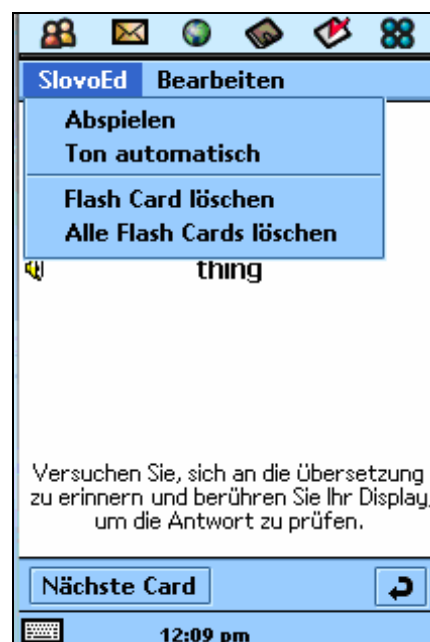 SlovoEd Bearbeiten
Abspielen
Ton automatisch
Flash Card löschen
Alle Flash Cards löschen
thing
Versuchen Sie, sich an die Übersetzung
zu erinnern und berühren Sie Ihr Display,
um die Antwort zu prüfen.
Nächste Card
12:09 pm